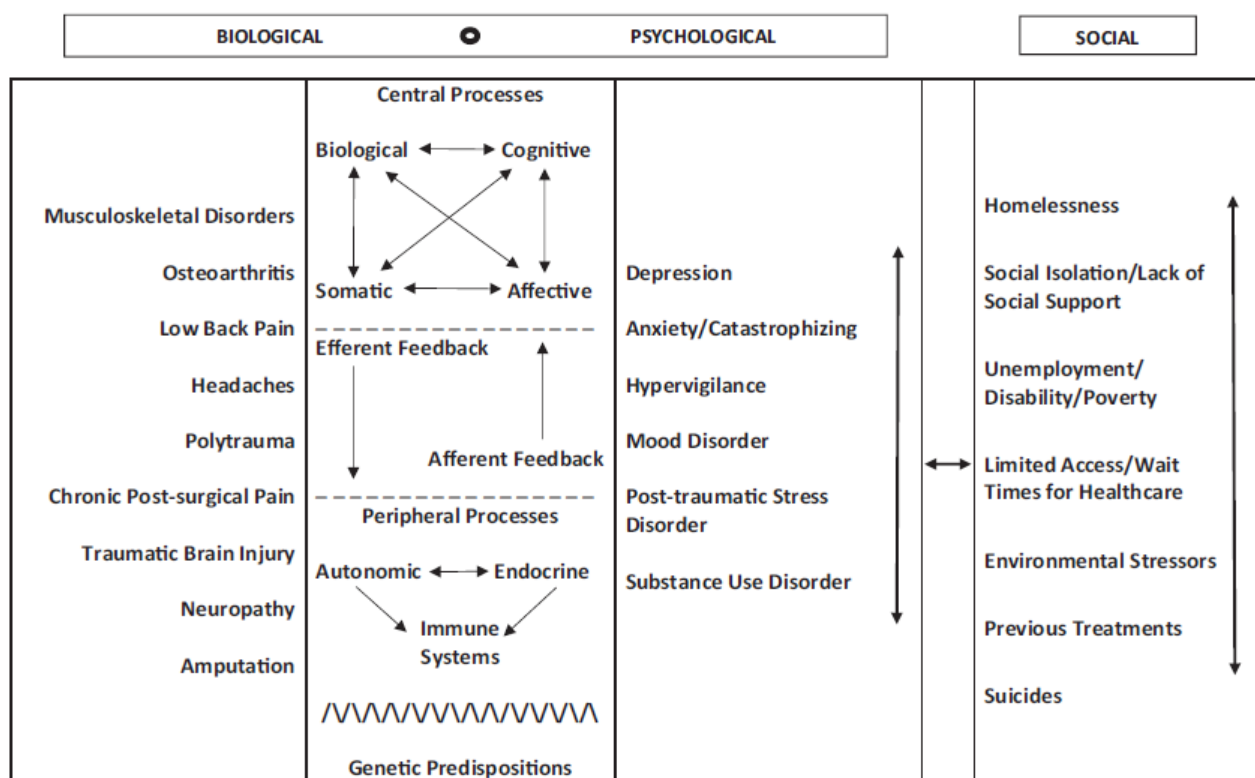 BIOLOGICAL
PSYCHOLOGICAL
SOCIAL
Musculoskeletal Disorders
Osteoarthritis
Low Back Pain
Headaches
Polytrauma
Chronic Post-surgical Pain
Traumatic Brain Injury
Neuropathy
Amputation
Central Processes
Biological
Cognitive
Somatic
Affective
Efferent Feedback
Afferent Feedback
Peripheral Processes
Autonomic
Endocrine
Immune
Systems
Genetic Predispositions
Depression
Anxiety/Catastrophizing
Hypervigilance
Mood Disorder
Post-traumatic Stress
Disorder
Substance Use Disorder
Homelessness
Social Isolation/Lack of
Social Support
Unemployment/
Disability/Poverty
Limited Access/Wait
Times for Healthcare
Environmental Stressors
Previous Treatments
Suicides